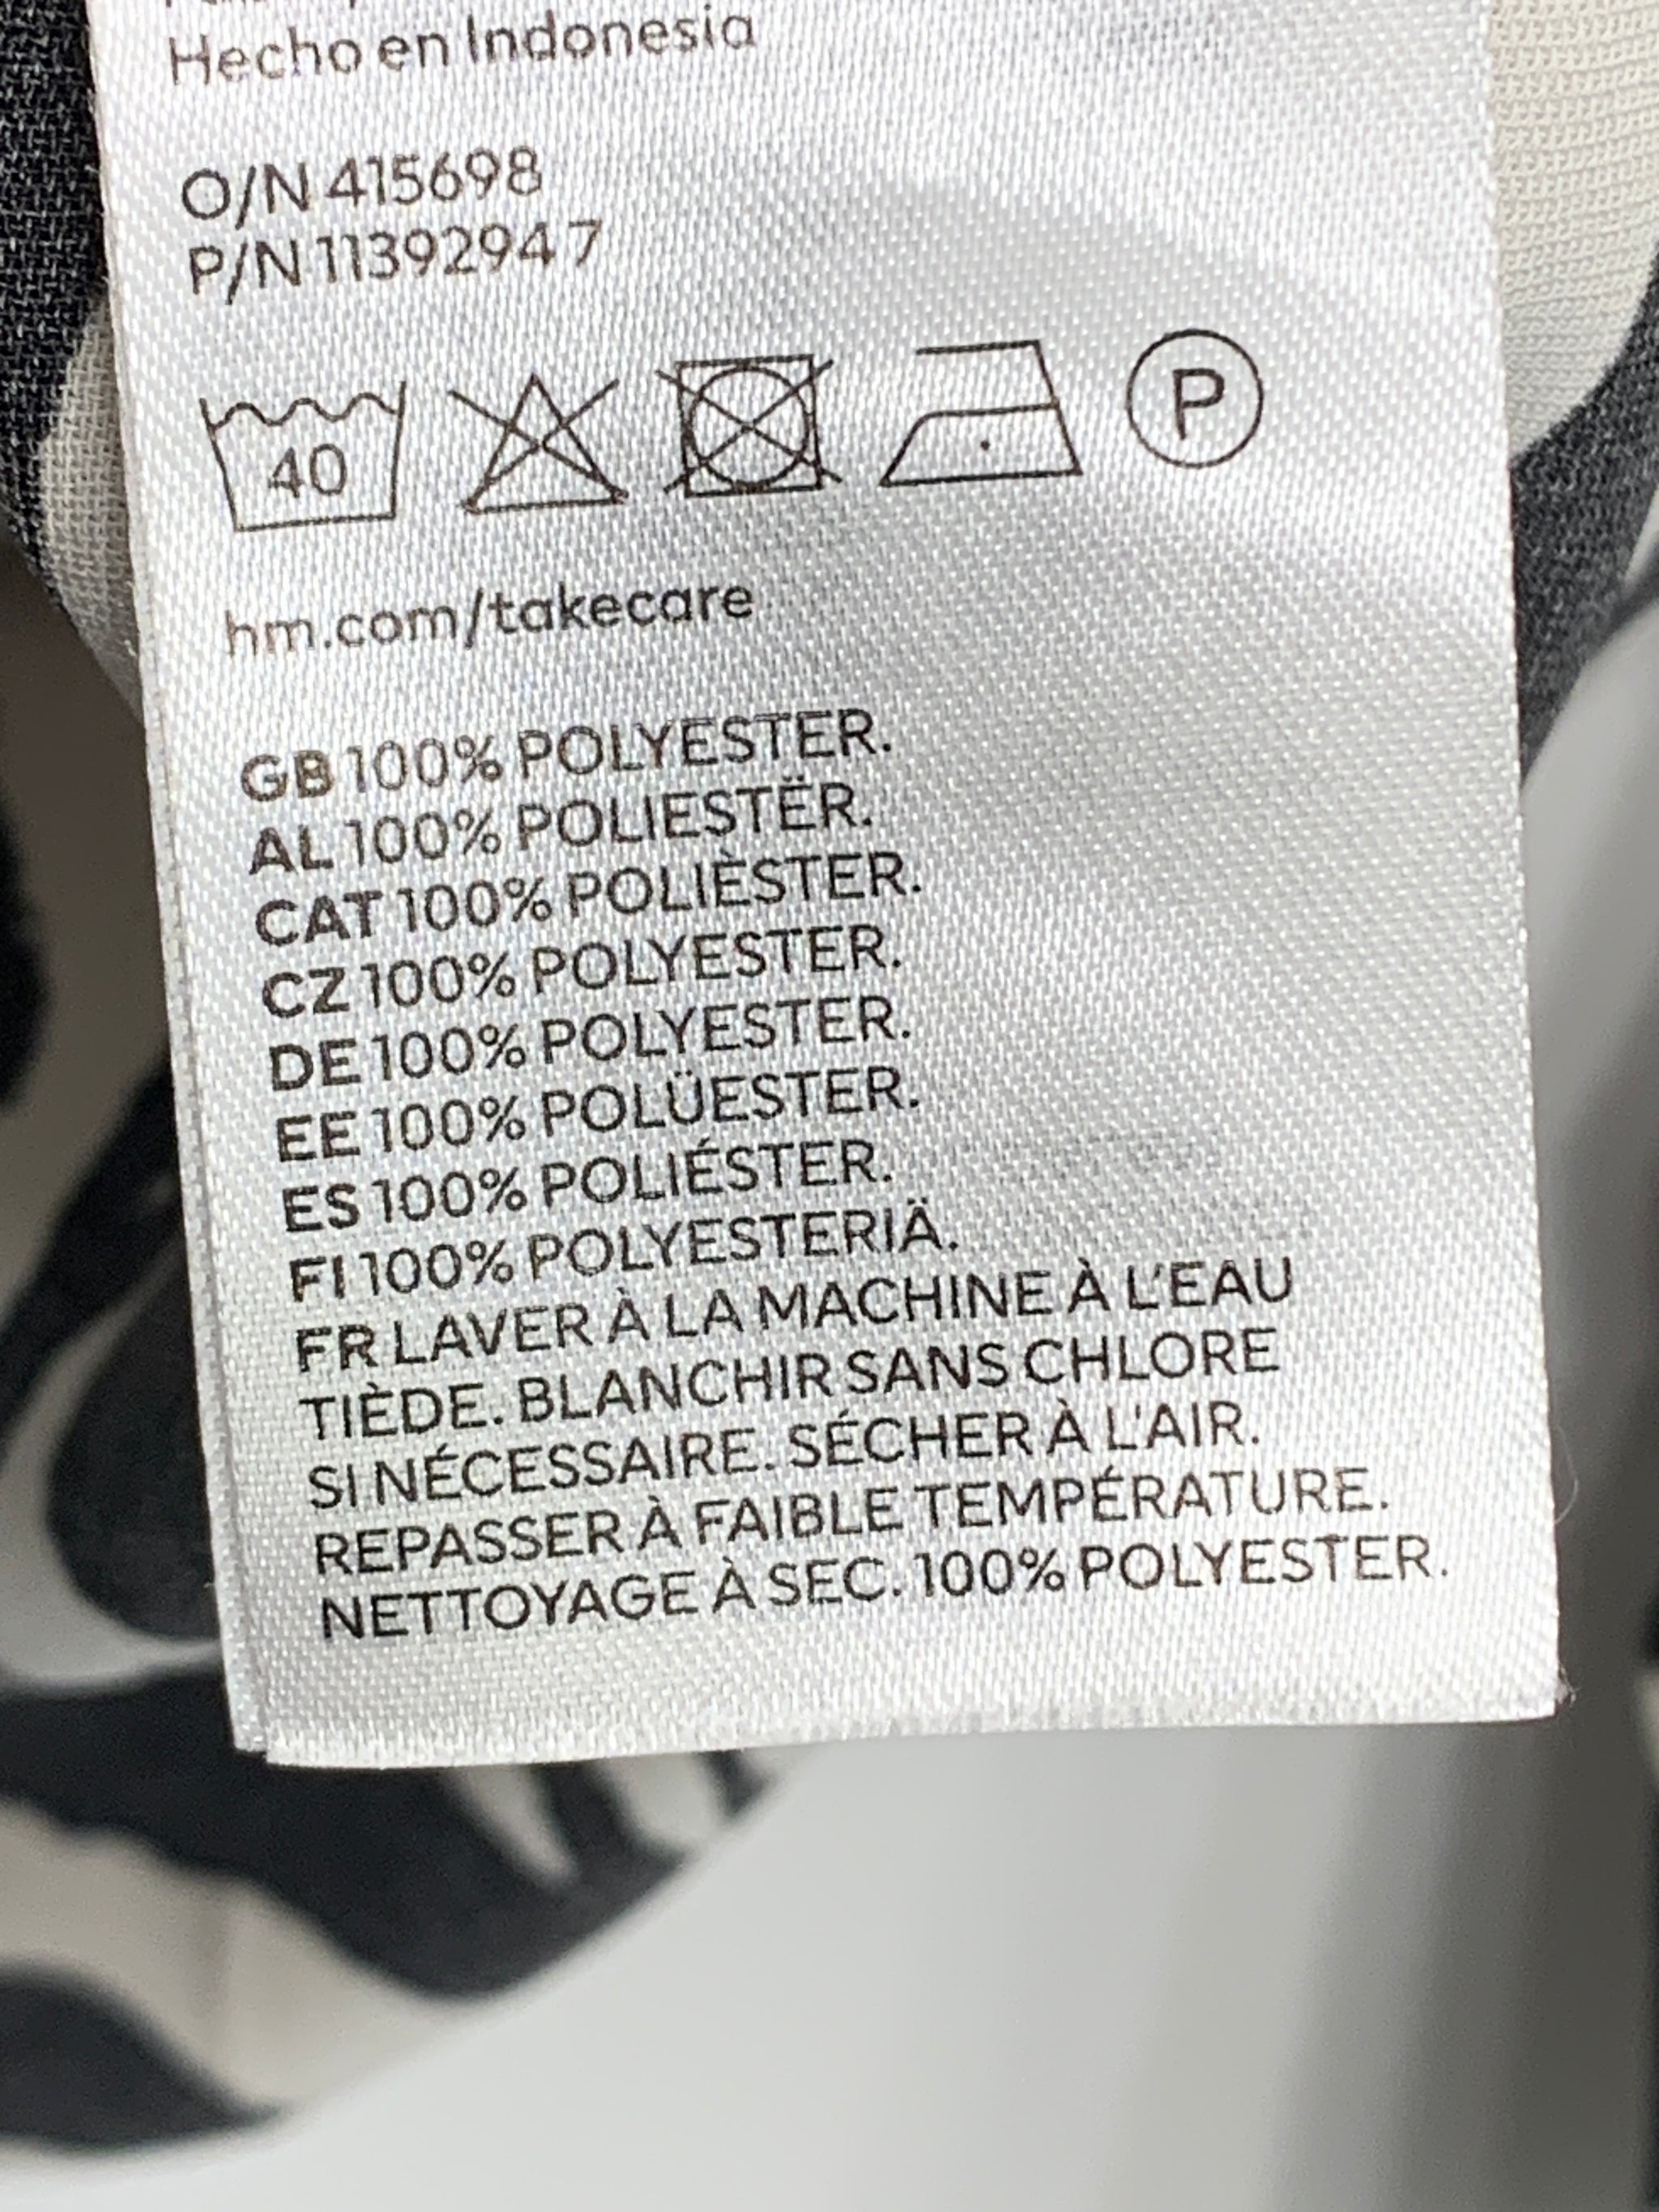 Hecho en Indonesia
O/N 415698
P/N 11392947
40
P
hm.com/takecare
GB 100% POLYESTER.
AL 100% POLIESTËR.
CAT 100% POLIÈSTER.
CZ 100% POLYESTER.
DE 100% POLYESTER.
EE 100% POLÜESTER.
ES 100% POLIÉSTER.
FI 100% POLYESTERIÄ.
FR LAVER À LA MACHINE À L'EAU
TIÈDE. BLANCHIR SANS CHLORE
SI NÉCESSAIRE. SÉCHER À L'AIR.
REPASSER À FAIBLE TEMPÉRATURE.
NETTOYAGE À SEC. 100% POLYESTER.